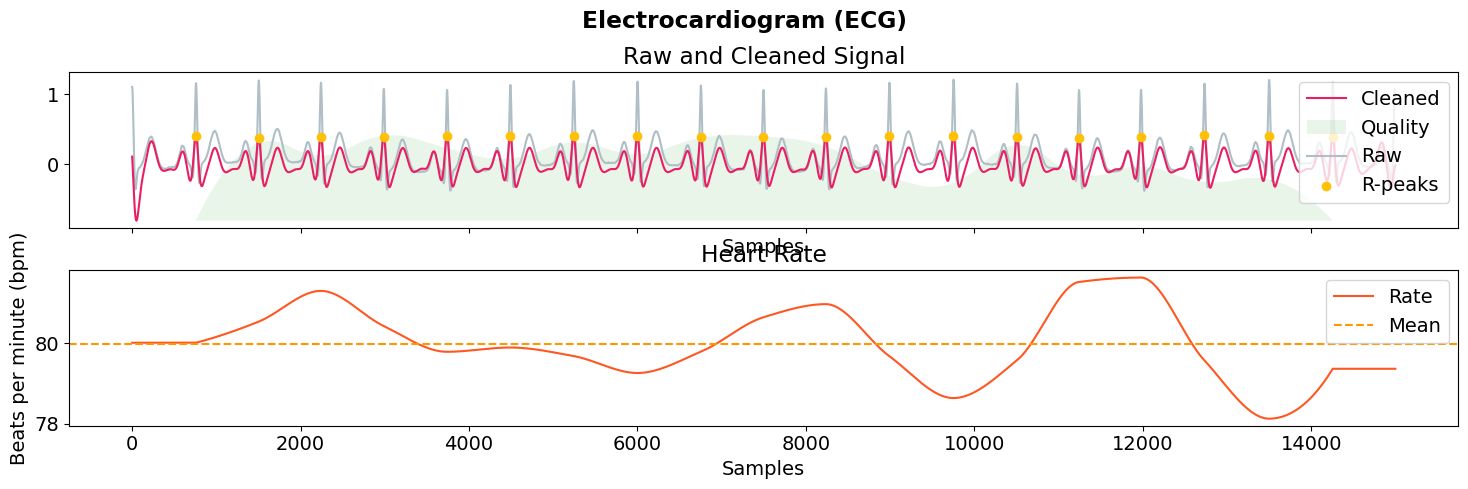 Electrocardiogram (ECG)
Raw and Cleaned Signal
1
0
Cleaned
Quality
Raw
R-peaks
Samples
Heart Rate
Beats per minute (bpm)
80
78
Rate
Mean
0 2000 4000 6000 8000 10000 12000 14000
Samples